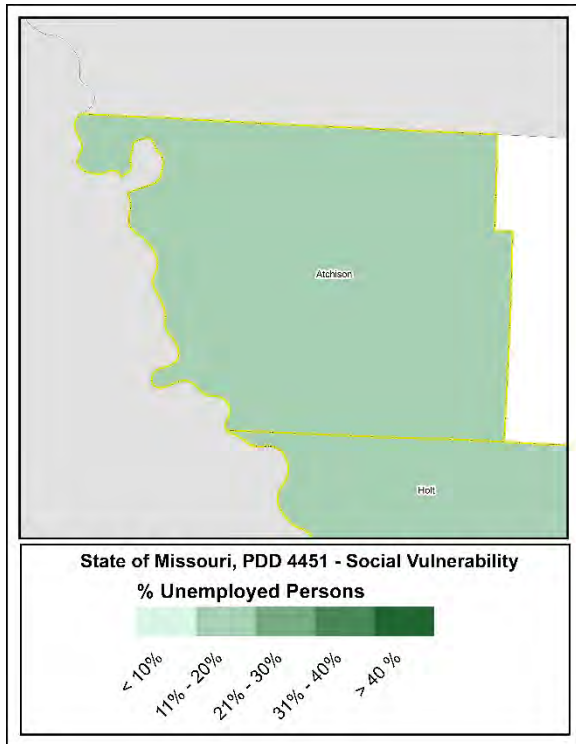 Atchison
Holt
State of Missouri, PDD 4451 - Social Vulnerability
% Unemployed Persons
< 10%
11% - 20%
21% - 30%
31% - 40%
> 40 %